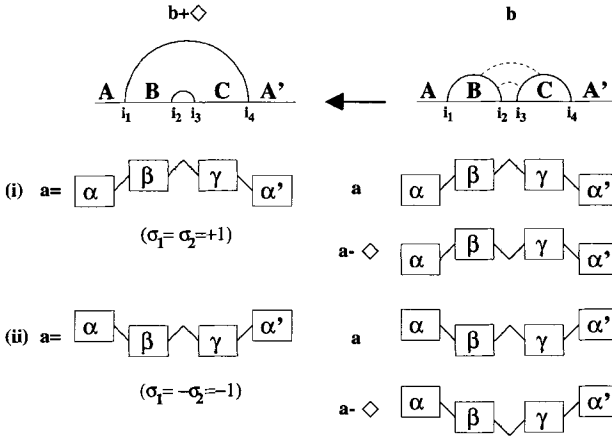 b+◇ b
A B C A' A B C A'
i₁ i₂ i₃ i₄ i₁ i₂ i₃ i₄
(i) a= α β γ α' a α β γ α'
(σ₁= σ₂=+1)
a- ◇ α β γ α'
(ii) a= α β γ α' a α β γ α'
(σ₁= −σ₂=−1)
a- ◇ α β γ α'